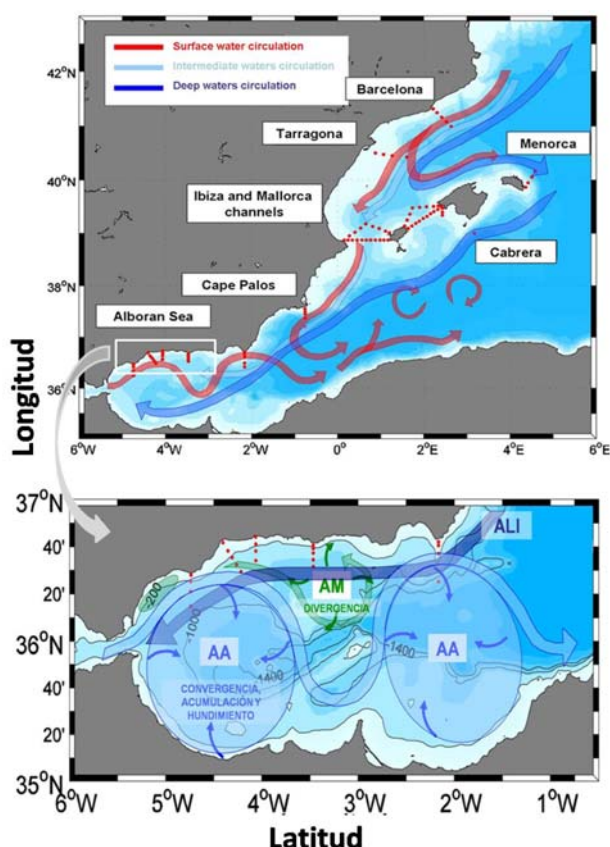 Surface water circulation
Intermediate waters circulation
Deep waters circulation
42°N
Barcelona
Tarragona
Menorca
40°N
Ibiza and Mallorca
channels
38°N
Cabrera
Cape Palos
Alboran Sea
36°N
6°W
4°W
2°W
0°
2°E
4°E
6°E
Longitud
37°N
40'
ALI
20'
-200
AM
DIVERGENCIA
-1000
36°N
AA
-1400
AA
-1400
40'
CONVERGENCIA,
ACUMULACIÓN Y
HUNDIMIENTO
20'
35°N
6°W
5°W
4°W
3°W
2°W
1°W
Latitud